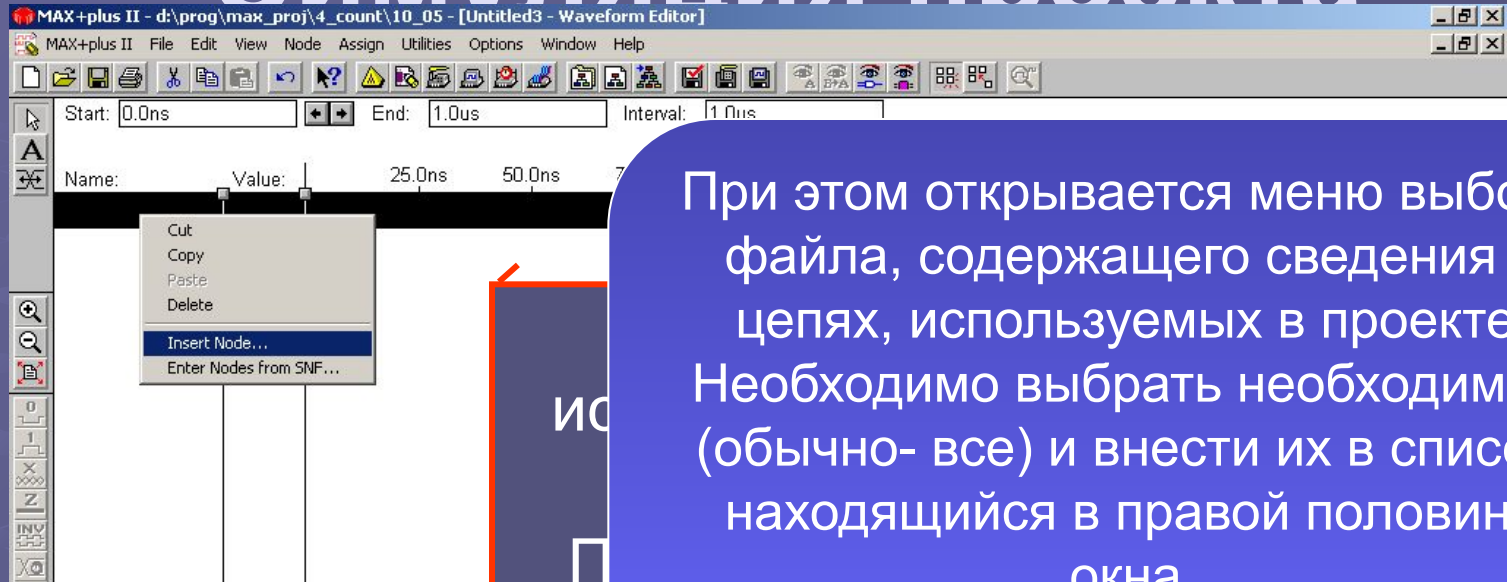 MAX+plus II - d:\prog\max_proj\4_count\10_05 - [Untitled3 - Waveform Editor]
MAX+plus II File Edit View Node Assign Utilities Options Window Help
Start: 0.0ns End: 1.0us Interval: 1.0us
Name: Value: 25.0ns 50.0ns
Cut
Copy
Paste
Delete
Insert Node...
Enter Nodes from SNF...
При этом открывается меню выбо
файла, содержащего сведения
цепях, используемых в проекте
Необходимо выбрать необходим
(обычно- все) и внести их в спис
находящийся в правой половин
окна
ис
П